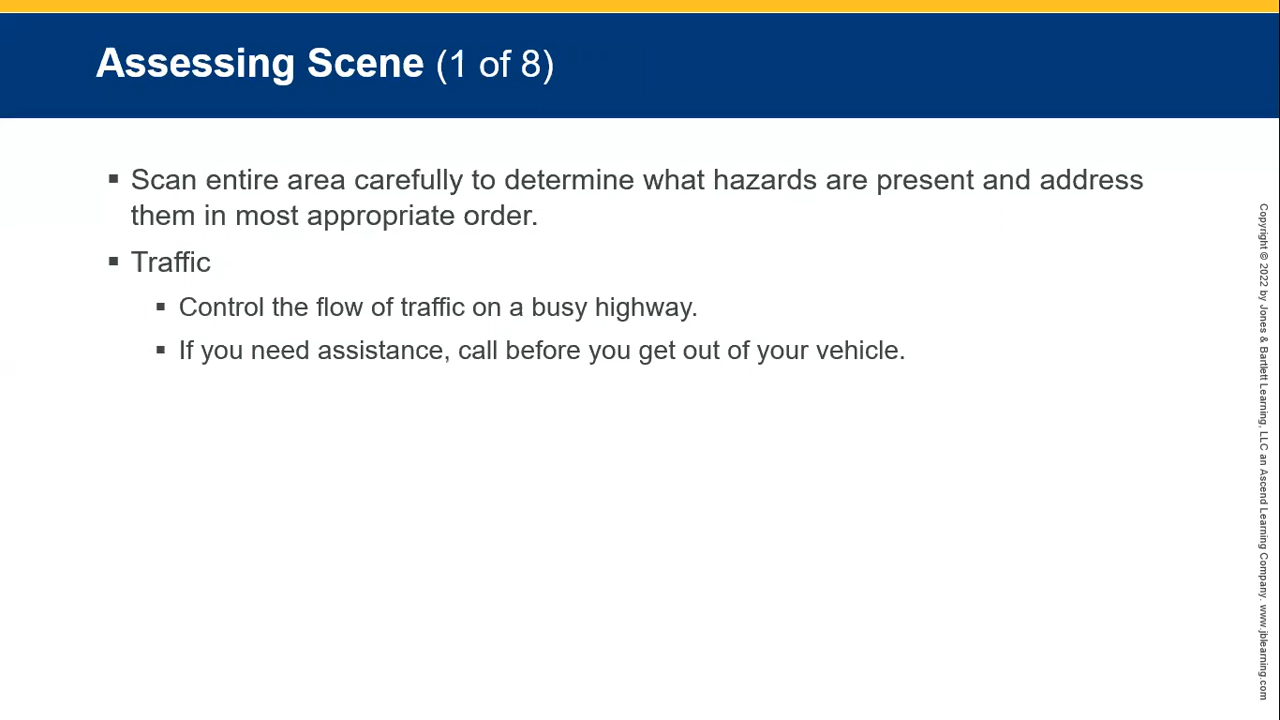 Assessing Scene (1 of 8)
▪ Scan entire area carefully to determine what hazards are present and address
them in most appropriate order.
▪ Traffic
▪ Control the flow of traffic on a busy highway.
▪ If you need assistance, call before you get out of your vehicle.
Copyright © 2022 by Jones & Bartlett Learning, LLC an Ascend Learning Company. www.jblearning.com